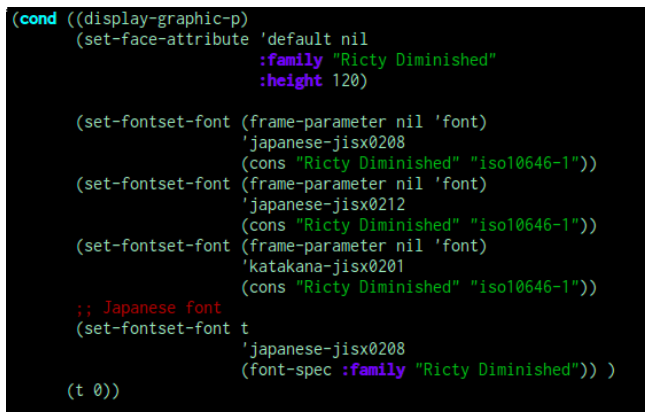 (cond ((display-graphic-p)
       (set-face-attribute 'default nil
                           :family "Ricty Diminished"
                           :height 120)

       (set-fontset-font (frame-parameter nil 'font)
                         'japanese-jisx0208
                         (cons "Ricty Diminished" "iso10646-1"))
       (set-fontset-font (frame-parameter nil 'font)
                         'japanese-jisx0212
                         (cons "Ricty Diminished" "iso10646-1"))
       (set-fontset-font (frame-parameter nil 'font)
                         'katakana-jisx0201
                         (cons "Ricty Diminished" "iso10646-1"))
       ;; Japanese font
       (set-fontset-font t
                         'japanese-jisx0208
                         (font-spec :family "Ricty Diminished")) )
      (t 0))